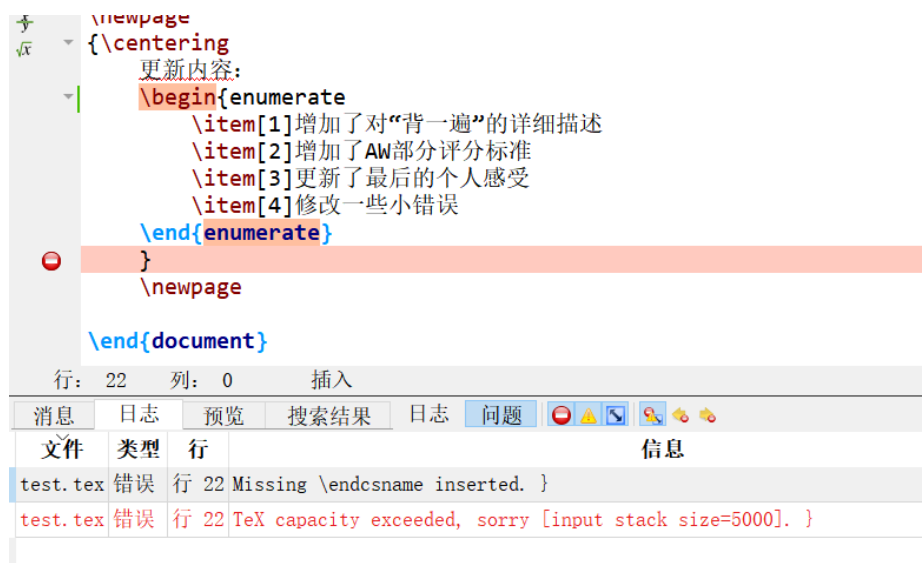 \newpage
{\centering
更新内容:
\begin{enumerate
\item[1]增加了对“背一遍”的详细描述
\item[2]增加了AW部分评分标准
\item[3]更新了最后的个人感受
\item[4]修改一些小错误
\end{enumerate}
}
\newpage
\end{document}
行: 22 列: 0 插入
消息 日志 预览 搜索结果 日志 问题
文件 类型 行 信息
test.tex 错误 行 22 Missing \endcsname inserted. }
test.tex 错误 行 22 TeX capacity exceeded, sorry [input stack size=5000]. }